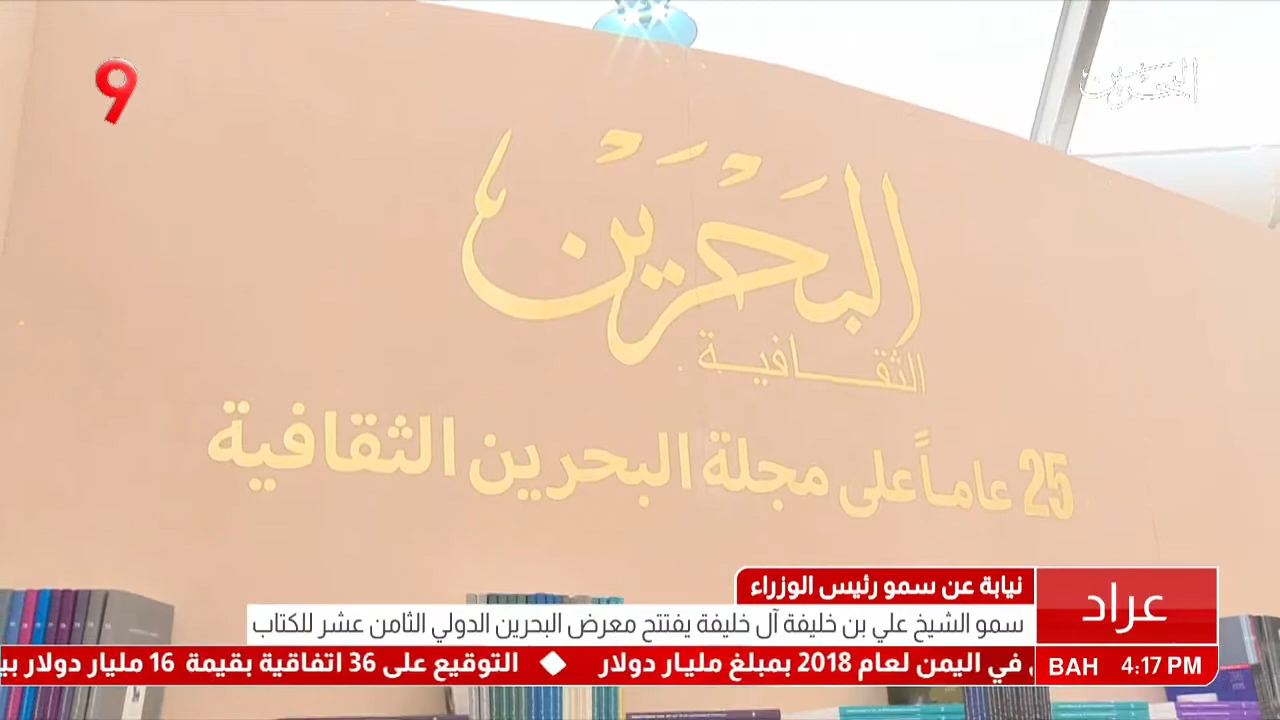 9
البحرين
البحرين
الثقافية
25 عاماً على مجلة البحرين الثقافية
نيابة عن سمو رئيس الوزراء
عراد
سمو الشيخ علي بن خليفة آل خليفة يفتتح معرض البحرين الدولي الثامن عشر للكتاب
في اليمن لعام 2018 بمبلغ مليار دولار ◆ التوقيع على 36 اتفاقية بقيمة 16 مليار دولار
BAH 4:17 PM